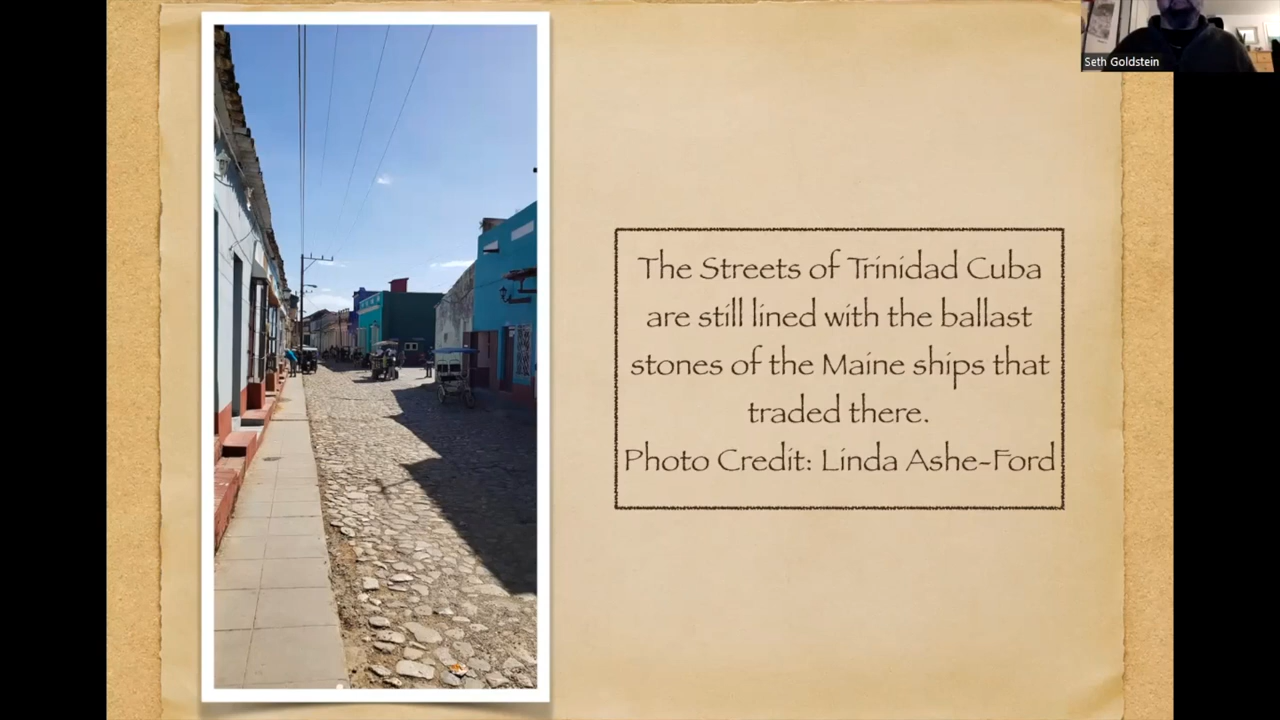 Seth Goldstein
The Streets of Trinidad Cuba
are still lined with the ballast
stones of the Maine ships that
traded there.
Photo Credit: Linda Ashe-Ford